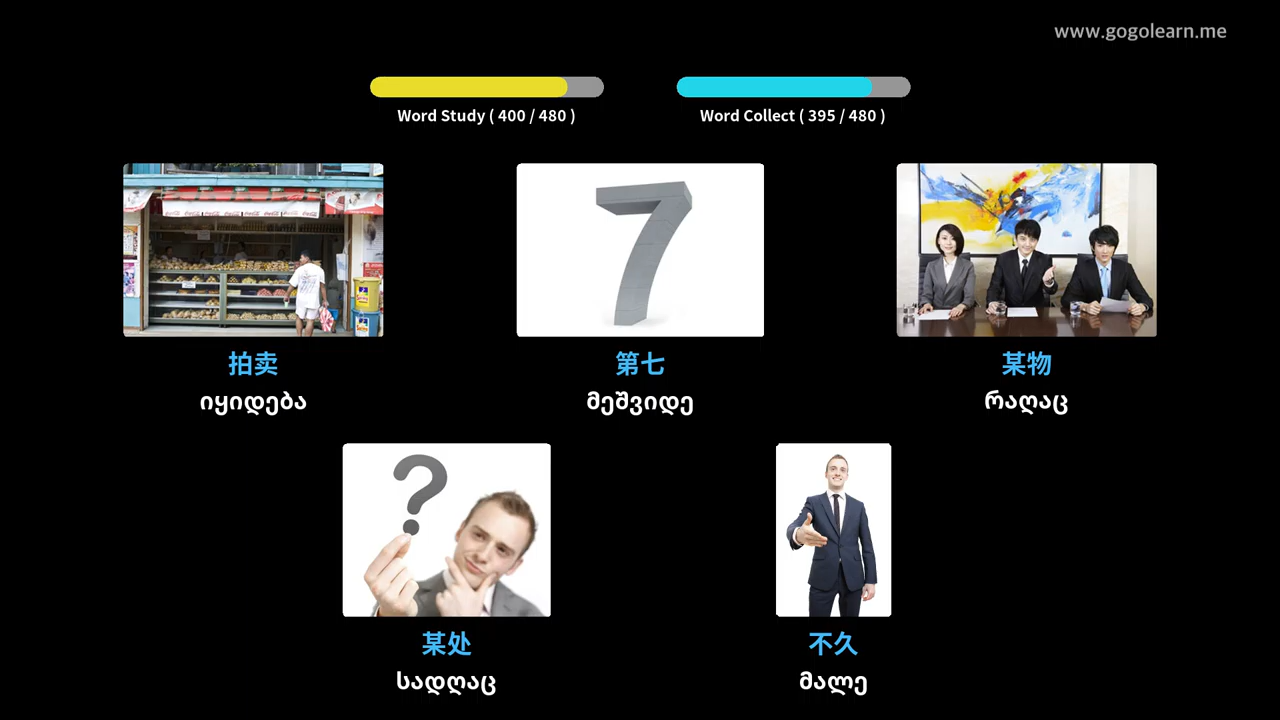 www.gogolearn.me
Word Study ( 400 / 480 )
Word Collect ( 395 / 480 )
拍卖
იყიდება
第七
მეშვიდე
某物
რაღაც
某处
სადღაც
不久
მალე